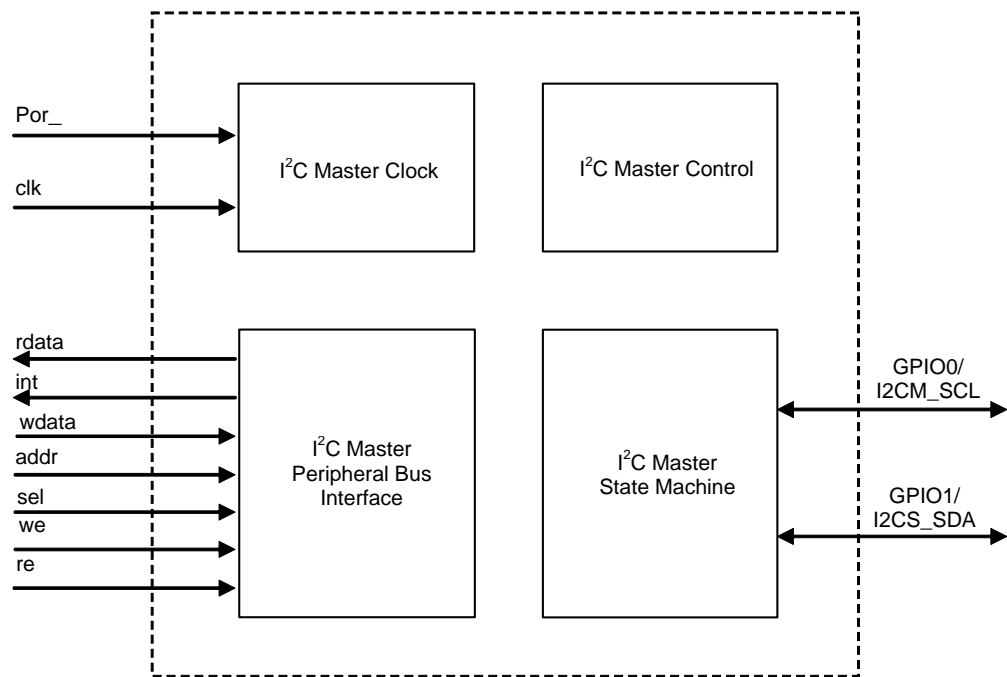 Por_
clk
I²C Master Clock
I²C Master Control
rdata
int
wdata
addr
sel
we
re
I²C Master
Peripheral Bus
Interface
I²C Master
State Machine
GPIO0/
I2CM_SCL
GPIO1/
I2CS_SDA